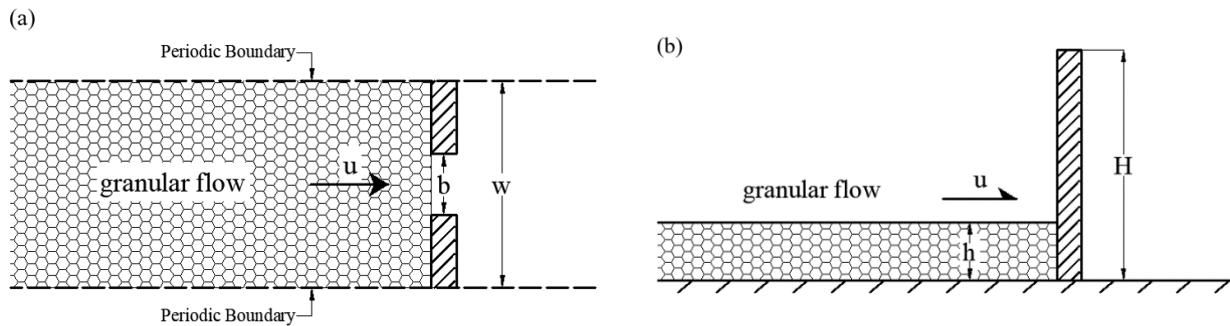 (a)
Periodic Boundary
granular flow
u
b
w
Periodic Boundary
(b)
granular flow
u
h
H